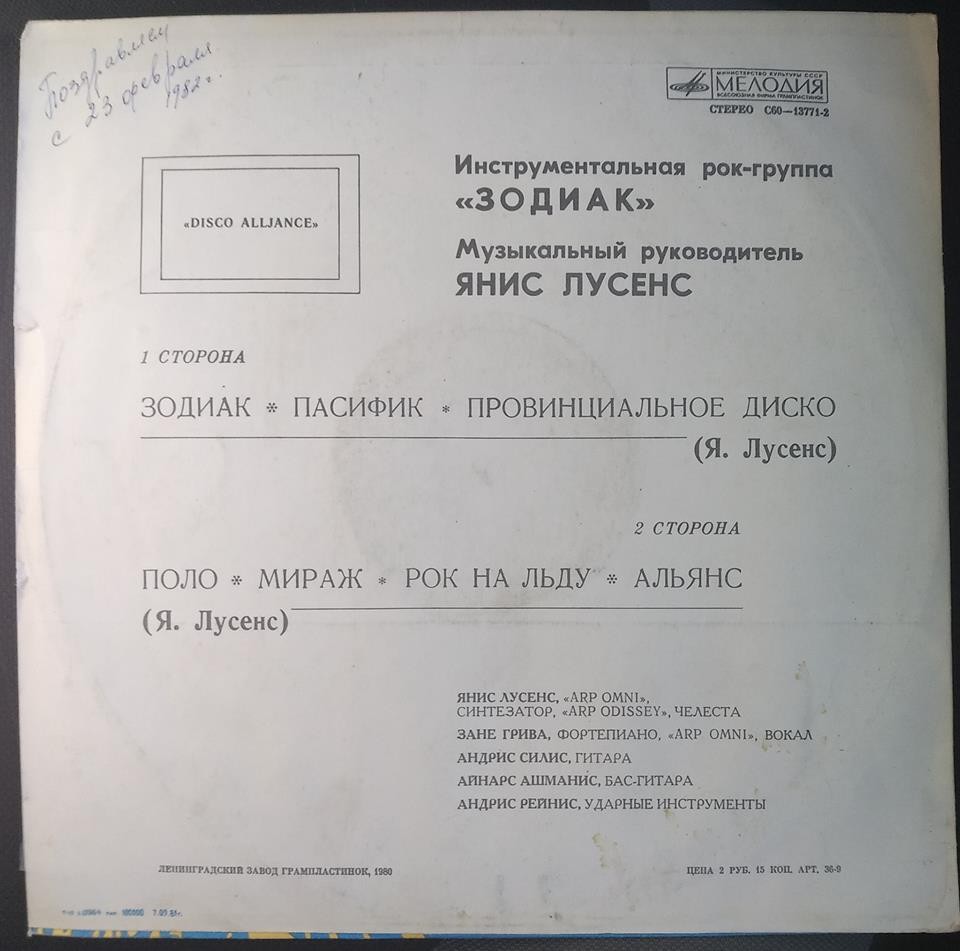 Поздравляем
с 23 февраля
1982 г.
МИНИСТЕРСТВО КУЛЬТУРЫ СССР
МЕЛОДИЯ
ВСЕСОЮЗНАЯ ФИРМА ГРАМПЛАСТИНОК
СТЕРЕО С60—13771-2
«DISCO ALLJANCE»
Инструментальная рок-группа
«ЗОДИАК»
Музыкальный руководитель
ЯНИС ЛУСЕНС
1 СТОРОНА
ЗОДИАК * ПАСИФИК * ПРОВИНЦИАЛЬНОЕ ДИСКО
(Я. Лусенс)
2 СТОРОНА
ПОЛО * МИРАЖ * РОК НА ЛЬДУ * АЛЬЯНС
(Я. Лусенс)
ЯНИС ЛУСЕНС, «ARP OMNI»,
СИНТЕЗАТОР, «ARP ODISSEY», ЧЕЛЕСТА
ЗАНЕ ГРИВА, ФОРТЕПИАНО, «ARP OMNI», ВОКАЛ
АНДРИС СИЛИС, ГИТАРА
АЙНАРС АШМАНИС, БАС-ГИТАРА
АНДРИС РЕЙНИС, УДАРНЫЕ ИНСТРУМЕНТЫ
ЛЕНИНГРАДСКИЙ ЗАВОД ГРАМПЛАСТИНОК, 1980
ЦЕНА 2 РУБ. 15 КОП. АРТ. 36-9
100000 7.09 81г.